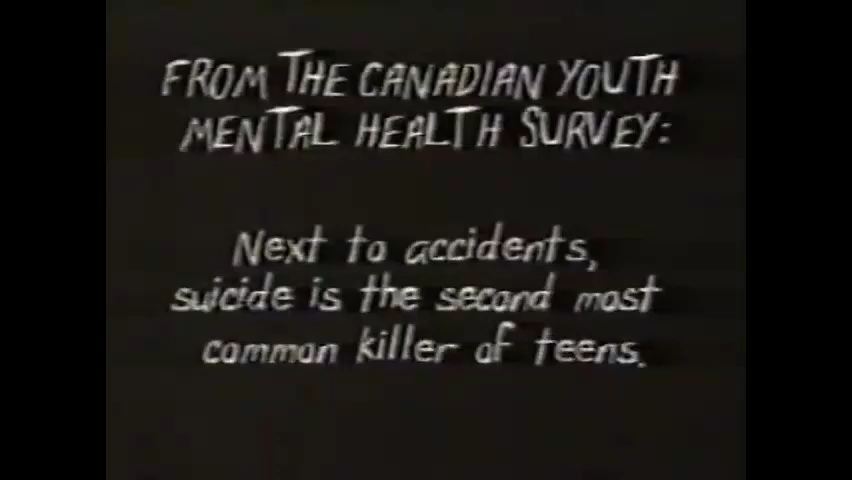 FROM THE CANADIAN YOUTH
MENTAL HEALTH SURVEY:
Next to accidents,
suicide is the second most
common killer of teens.